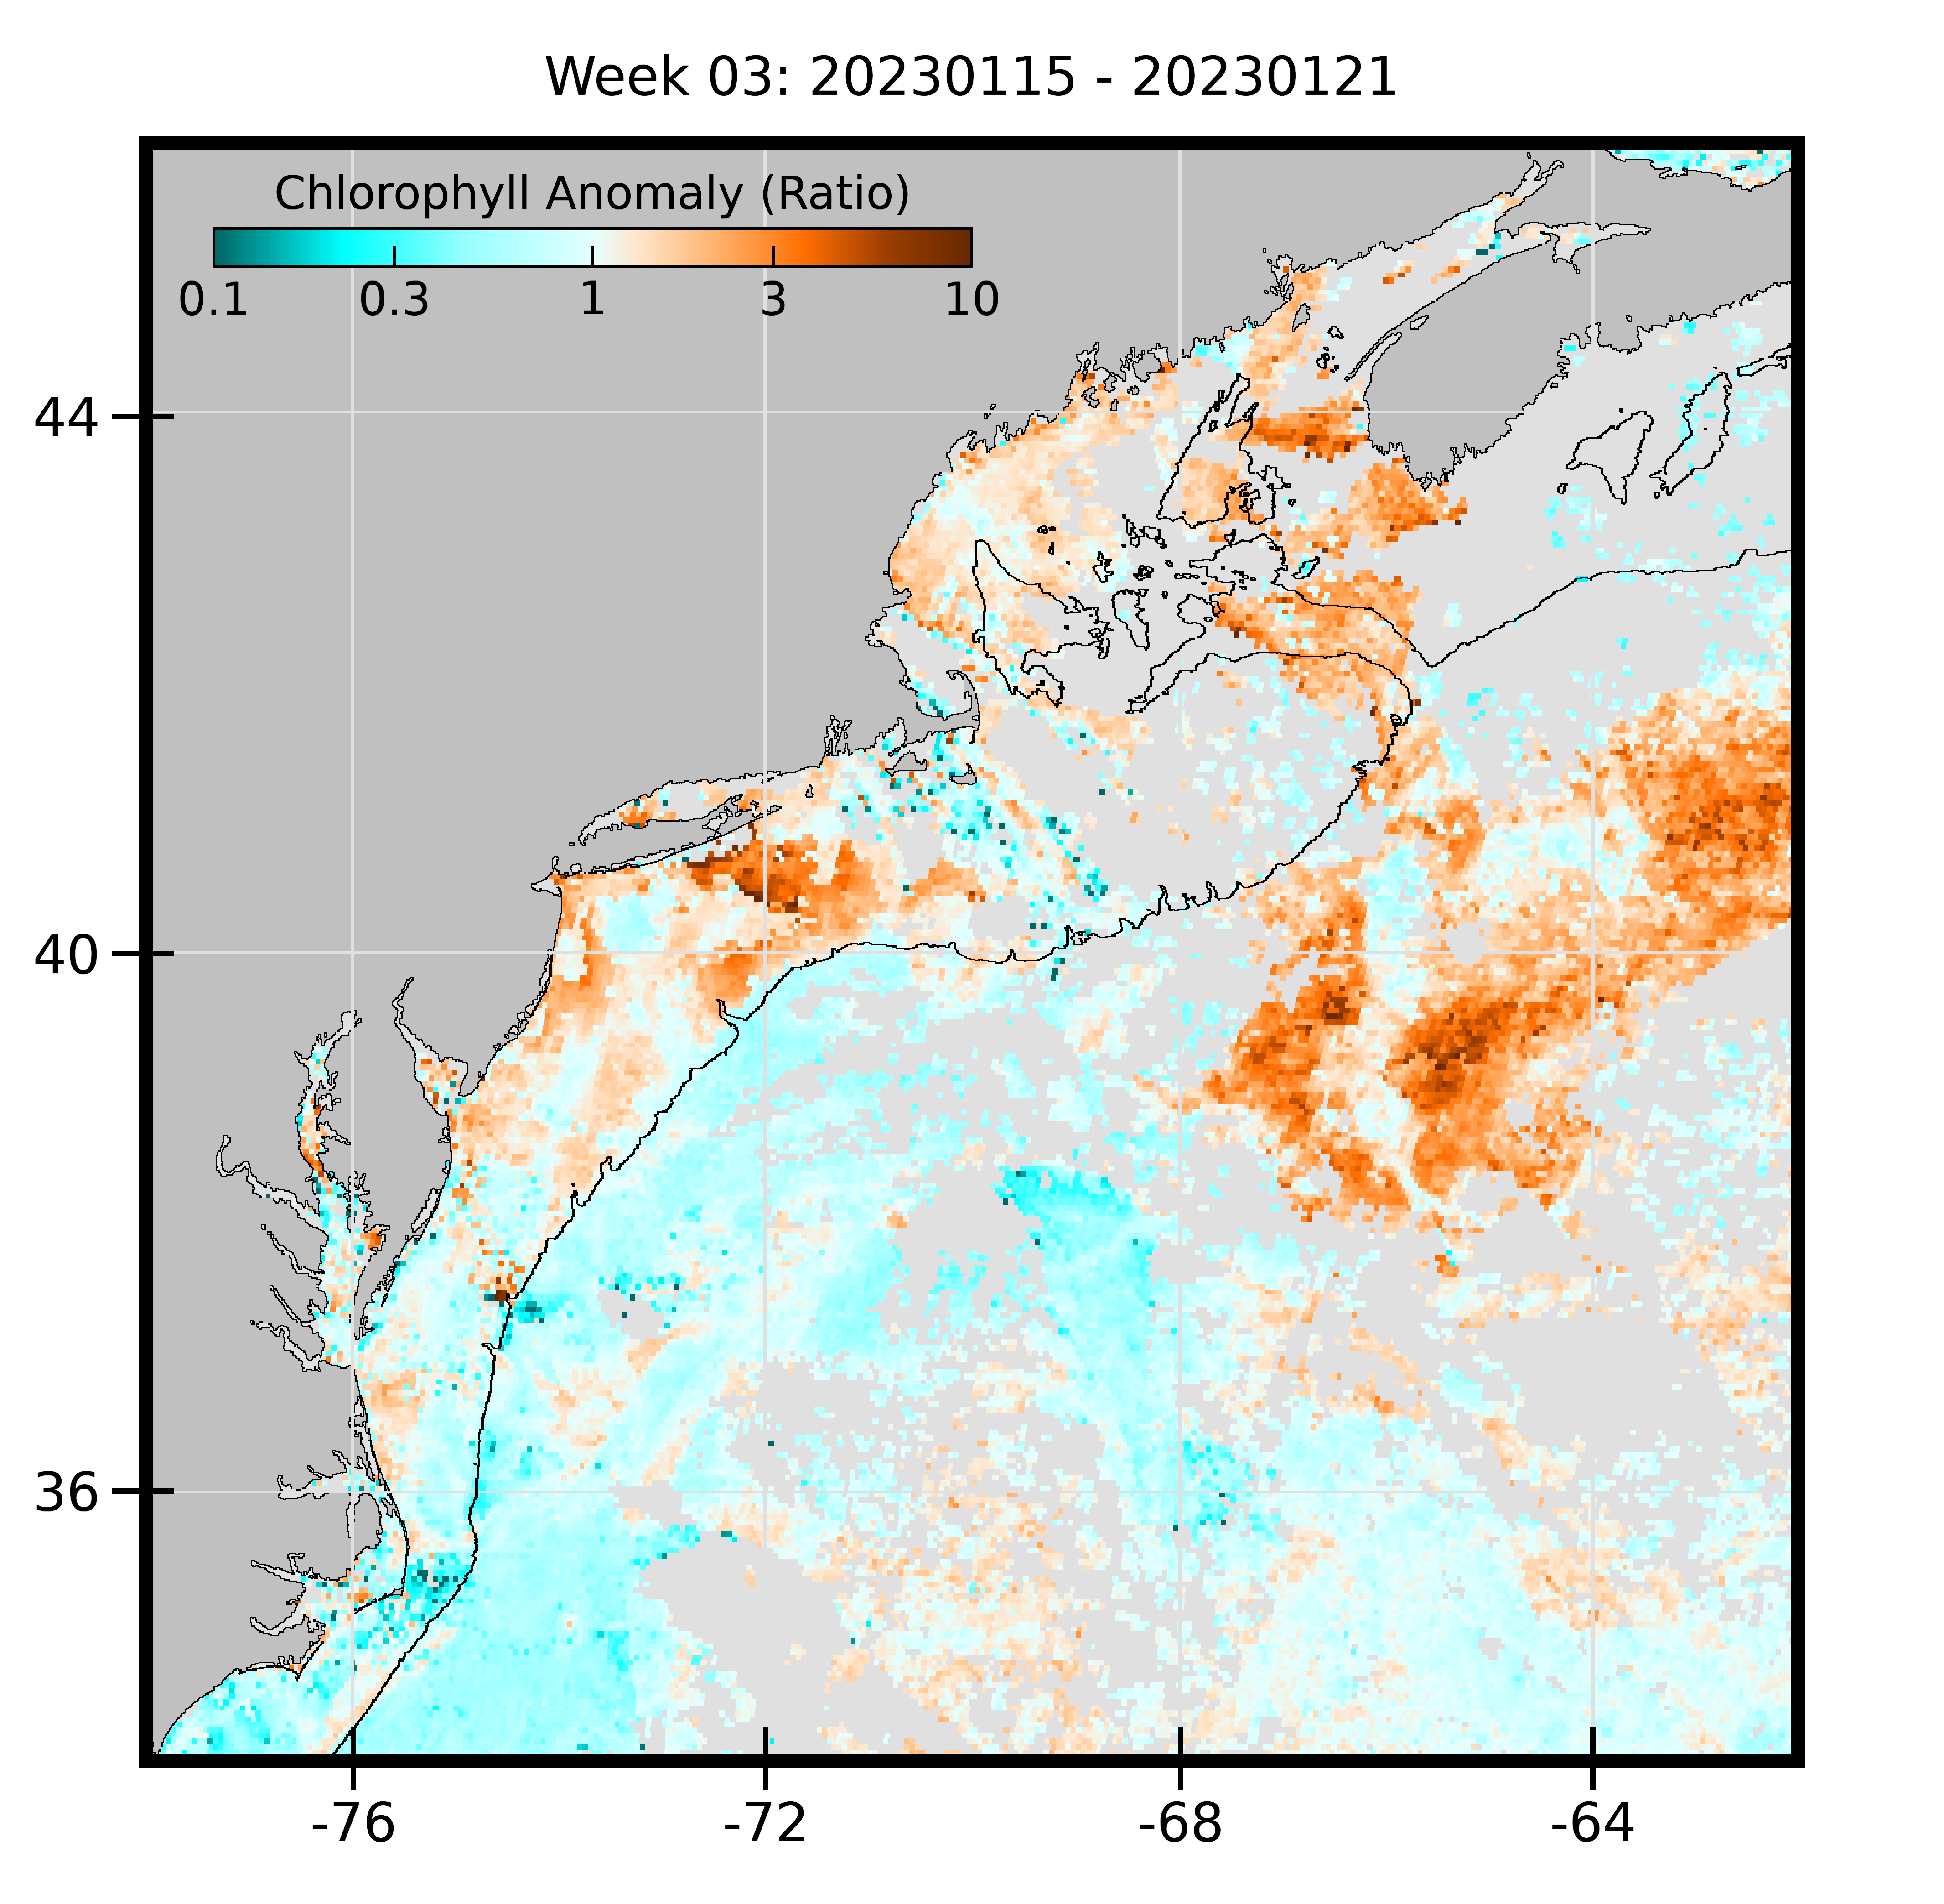 Week 03: 20230115 - 20230121
Chlorophyll Anomaly (Ratio)
0.1 0.3 1 3 10
44
40
36
-76 -72 -68 -64